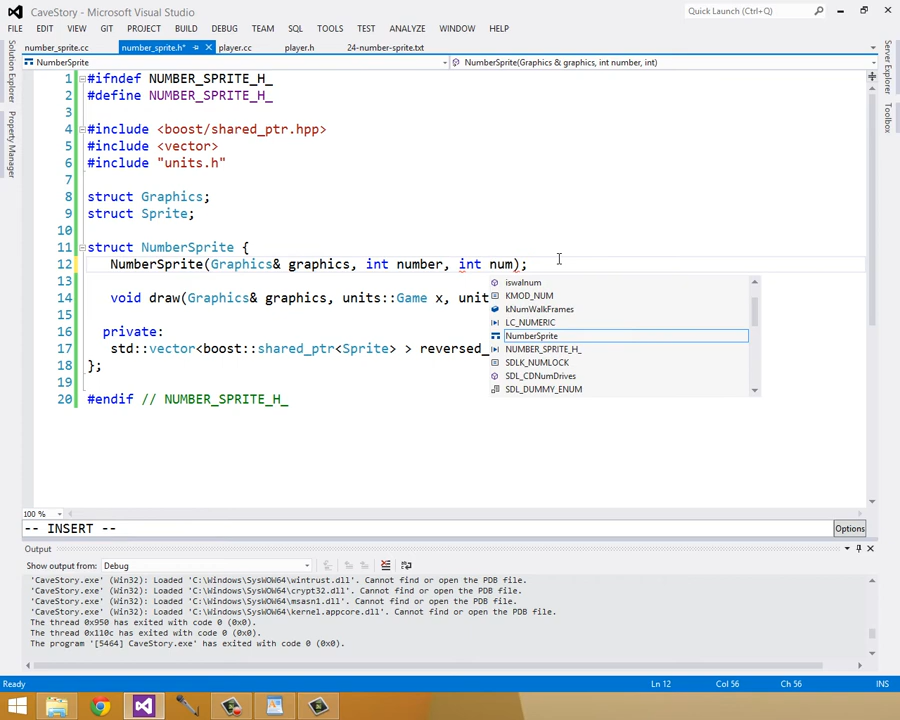 CaveStory - Microsoft Visual Studio
Quick Launch (Ctrl+Q)
FILE EDIT VIEW GIT PROJECT BUILD DEBUG TEAM SQL TOOLS TEST ANALYZE WINDOW HELP
number_sprite.cc number_sprite.h* player.cc player.h 24-number-sprite.txt
NumberSprite NumberSprite(Graphics & graphics, int number, int)
Solution Explorer
Property Manager
Server Explorer
Toolbox
1 #ifndef NUMBER_SPRITE_H_
2 #define NUMBER_SPRITE_H_
3
4 #include <boost/shared_ptr.hpp>
5 #include <vector>
6 #include "units.h"
7
8 struct Graphics;
9 struct Sprite;
10
11 struct NumberSprite {
12 NumberSprite(Graphics& graphics, int number, int num);
13
14 void draw(Graphics& graphics, units::Game x, unit
15
16 private:
17 std::vector<boost::shared_ptr<Sprite> > reversed_
18 };
19
20 #endif // NUMBER_SPRITE_H_
iswalnum
KMOD_NUM
kNumWalkFrames
LC_NUMERIC
NumberSprite
NUMBER_SPRITE_H_
SDLK_NUMLOCK
SDL_CDNumDrives
SDL_DUMMY_ENUM
100 %
-- INSERT --
Options
Output
Show output from: Debug
'CaveStory.exe' (Win32): Loaded 'C:\Windows\SysWOW64\wintrust.dll'. Cannot find or open the PDB file.
'CaveStory.exe' (Win32): Loaded 'C:\Windows\SysWOW64\crypt32.dll'. Cannot find or open the PDB file.
'CaveStory.exe' (Win32): Loaded 'C:\Windows\SysWOW64\msasn1.dll'. Cannot find or open the PDB file.
'CaveStory.exe' (Win32): Loaded 'C:\Windows\SysWOW64\kernel.appcore.dll'. Cannot find or open the PDB file.
The thread 0x950 has exited with code 0 (0x0).
The thread 0x110c has exited with code 0 (0x0).
The program '[5464] CaveStory.exe' has exited with code 0 (0x0).
Ready Ln 12 Col 56 Ch 56 INS